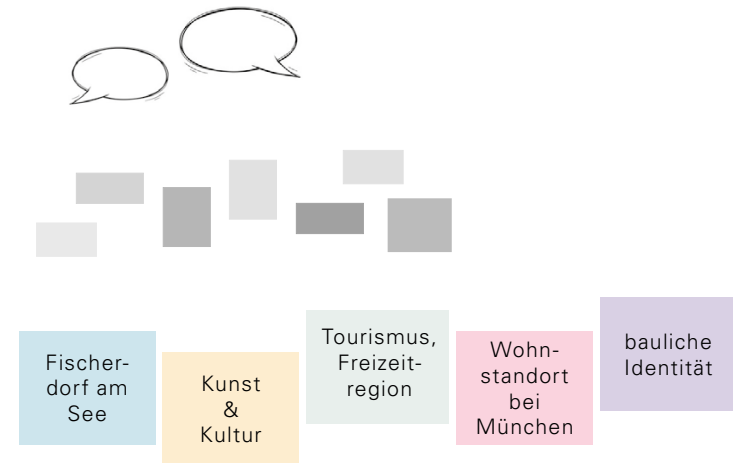 Fischer-
dorf am
See
Kunst
&
Kultur
Tourismus,
Freizeit-
region
Wohn-
standort
bei
München
bauliche
Identität